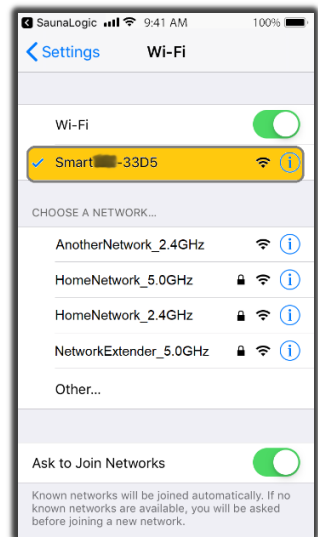 SaunaLogic 9:41 AM 100%
Settings Wi-Fi
Wi-Fi
Smart -33D5
CHOOSE A NETWORK...
AnotherNetwork_2.4GHz
HomeNetwork_5.0GHz
HomeNetwork_2.4GHz
NetworkExtender_5.0GHz
Other...
Ask to Join Networks
Known networks will be joined automatically. If no
known networks are available, you will be asked
before joining a new network.